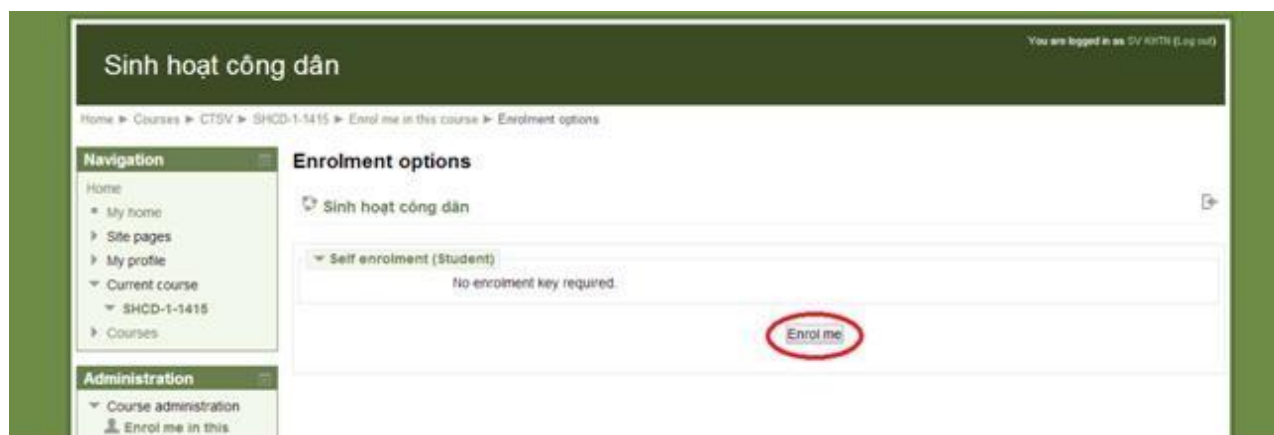 You are logged in as SV KHTN (Log out)
Sinh hoạt công dân
Home ► Courses ► CTSV ► SHCD-1-1415 ► Enrol me in this course ► Enrolment options
Navigation
Home
My home
Site pages
My profile
Current course
SHCD-1-1415
Courses
Administration
Course administration
Enrol me in this
Enrolment options
Sinh hoạt công dân
Self enrolment (Student)
No enrolment key required.
Enrol me